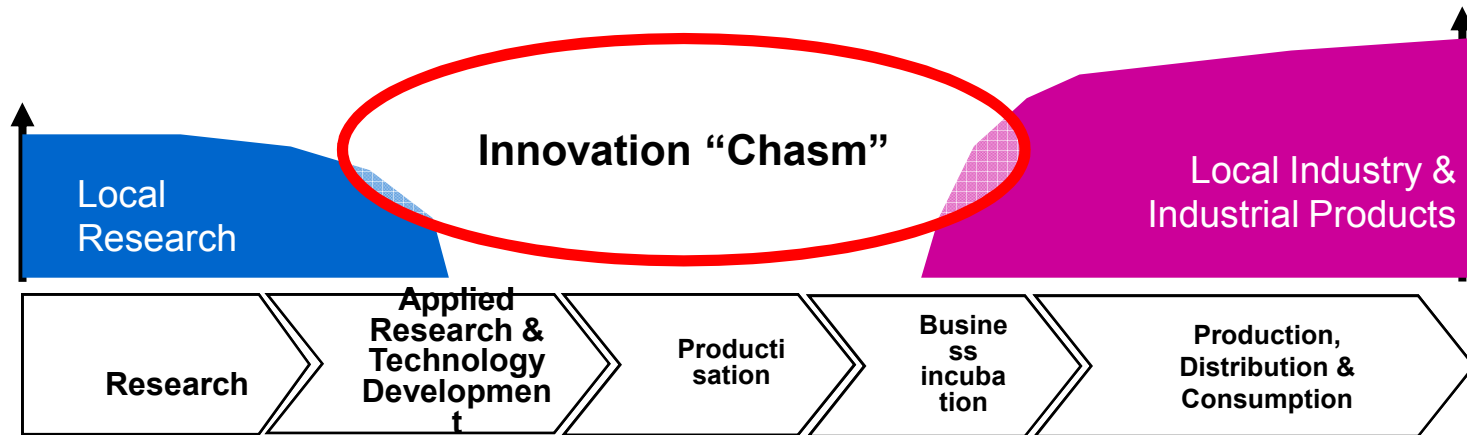 Innovation “Chasm”
Local
Research
Local Industry &
Industrial Products
Research
Applied
Research &
Technology
Developmen
t
Producti
sation
Busine
ss
incuba
tion
Production,
Distribution &
Consumption